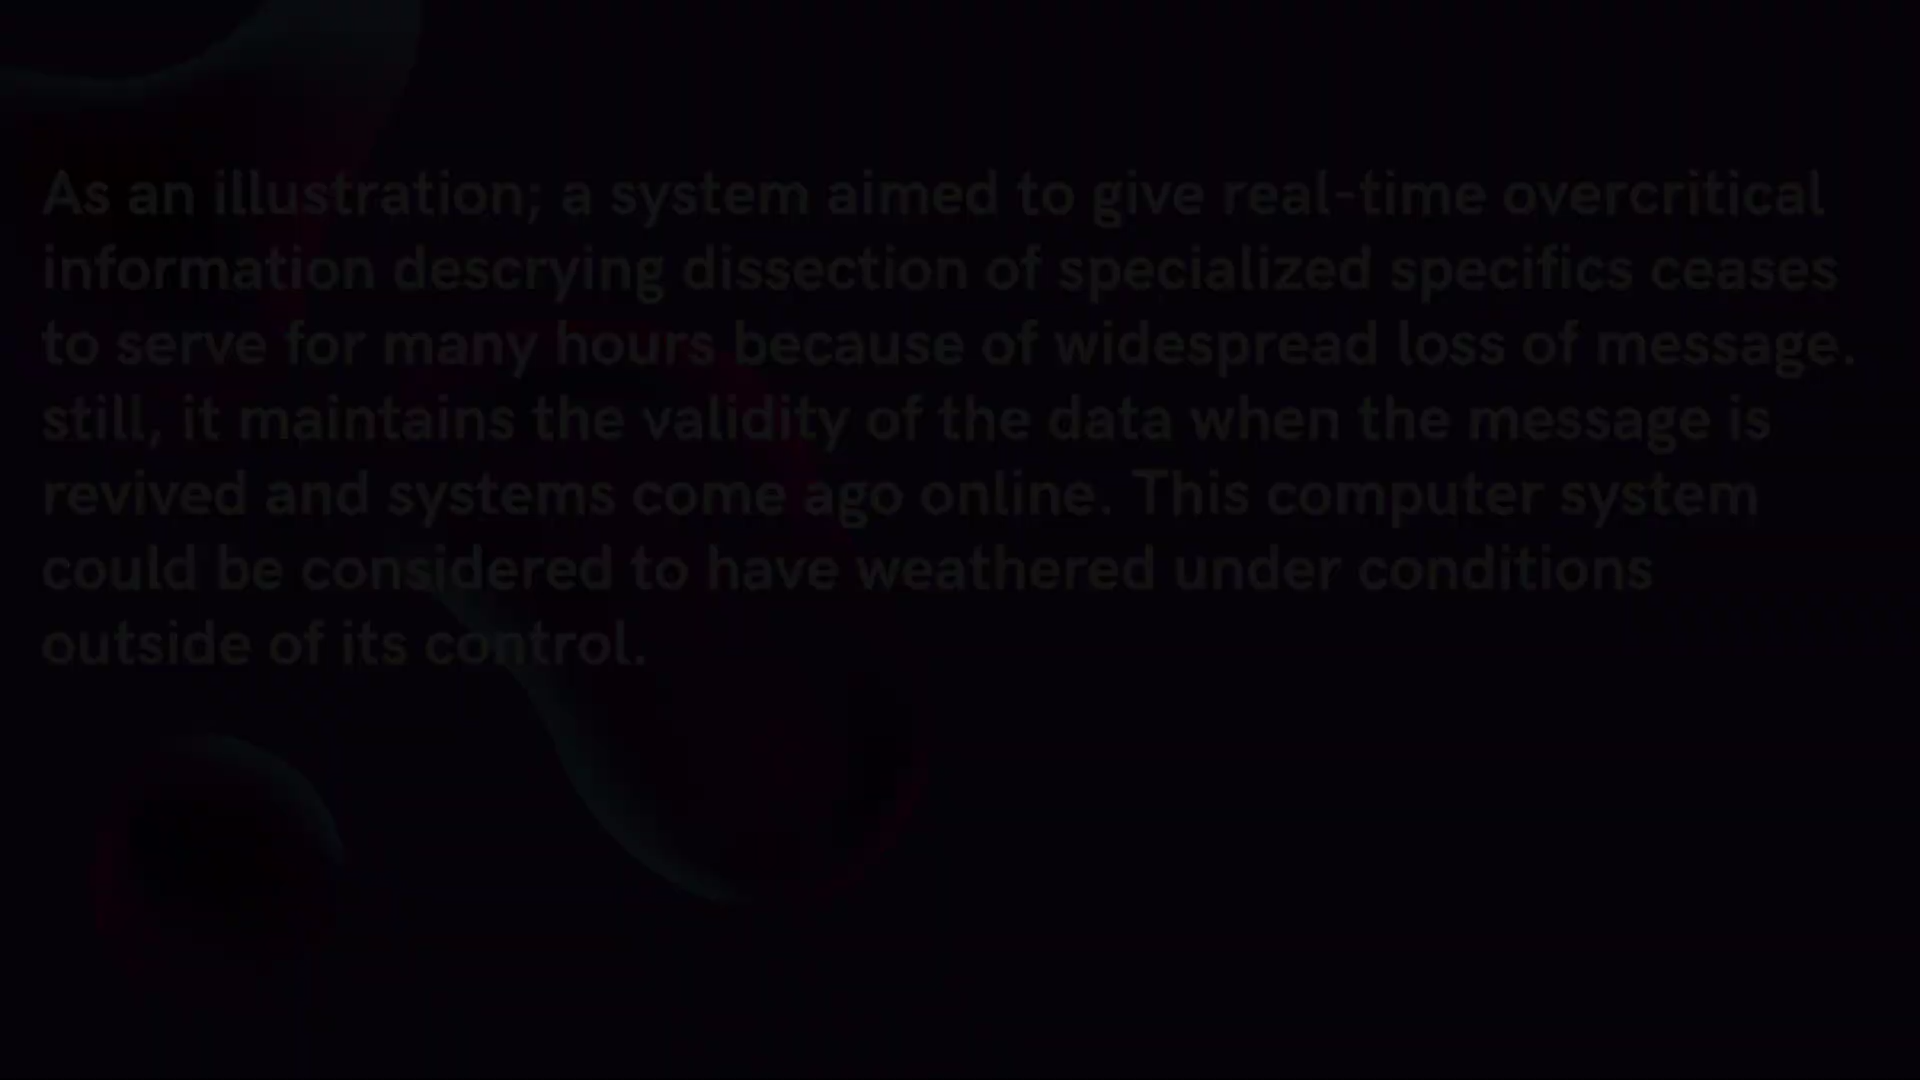 As an illustration; a system aimed to give real-time overcritical
information descrying dissection of specialized specifics ceases
to serve for many hours because of widespread loss of message.
still, it maintains the validity of the data when the message is
revived and systems come ago online. This computer system
could be considered to have weathered under conditions
outside of its control.